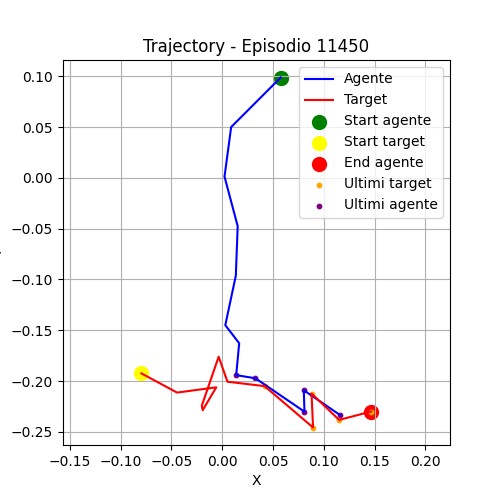 Trajectory - Episodio 11450
Agente
Target
Start agente
Start target
End agente
Ultimi target
Ultimi agente
0.10
0.05
0.00
−0.05
−0.10
−0.15
−0.20
−0.25
−0.15 −0.10 −0.05 0.00 0.05 0.10 0.15 0.20
X